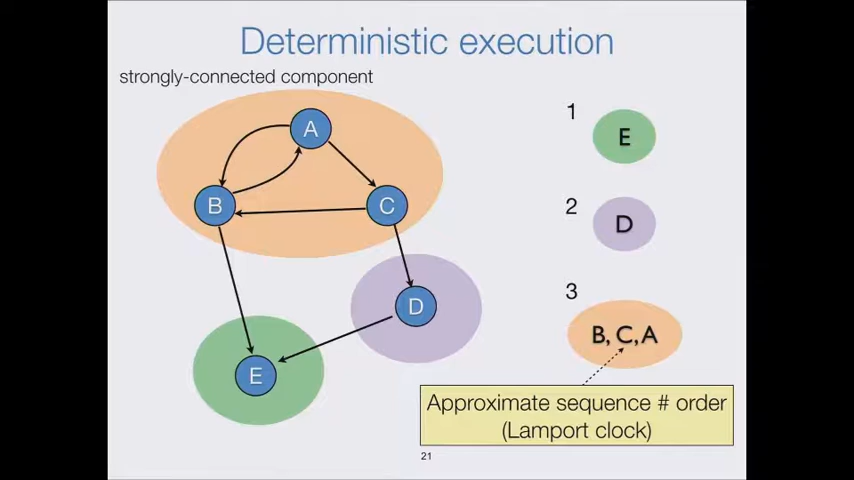 Deterministic execution
strongly-connected component
A
B
C
D
E
1
E
2
D
3
B, C, A
Approximate sequence # order
(Lamport clock)
21